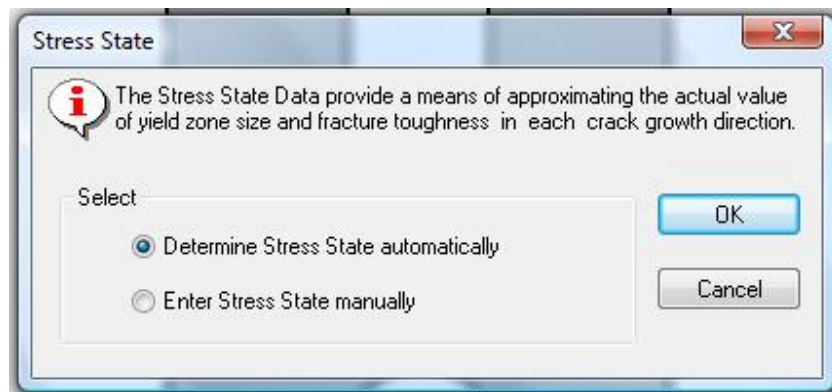 Stress State
The Stress State Data provide a means of approximating the actual value
of yield zone size and fracture toughness in each crack growth direction.
Select
Determine Stress State automatically
Enter Stress State manually
OK
Cancel